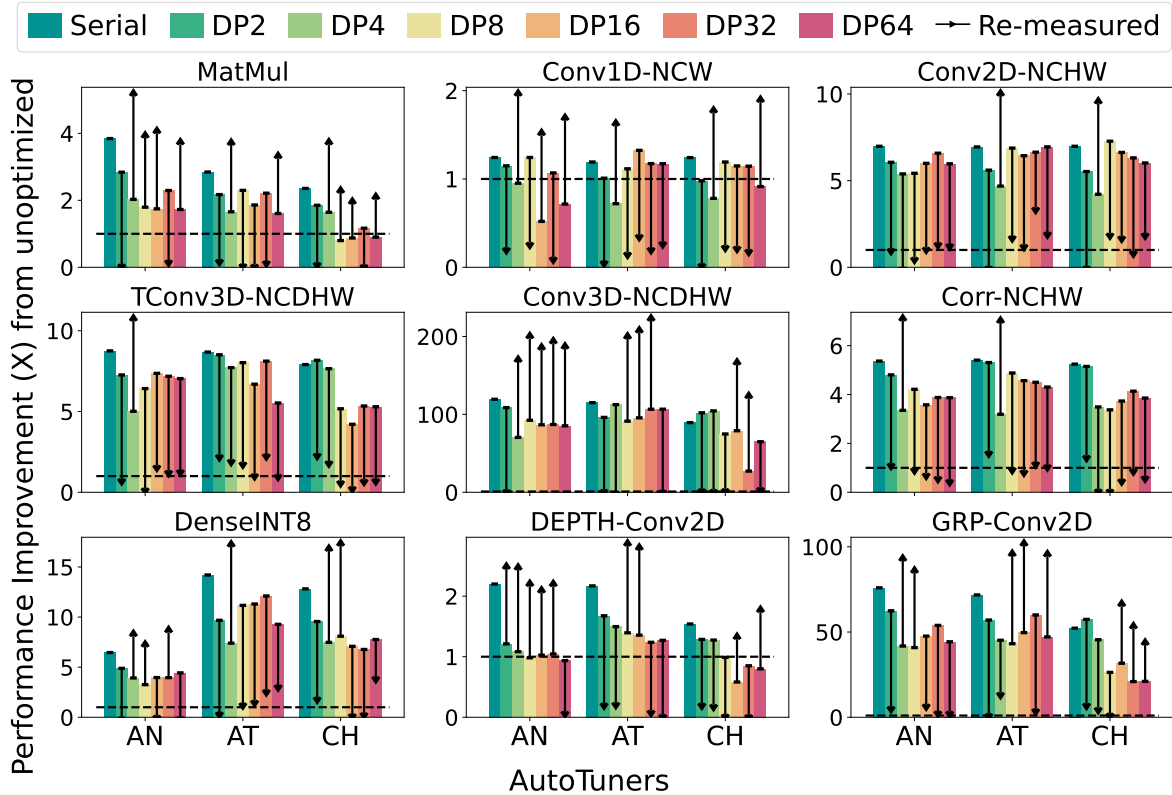 Serial DP2 DP4 DP8 DP16 DP32 DP64 Re-measured
Performance Improvement (X) from unoptimized
MatMul Conv1D-NCW Conv2D-NCHW
4 2 10
2 1 5
0 0 0
TConv3D-NCDHW Conv3D-NCDHW Corr-NCHW
10 200 6
5 100 4
2
0 0 0
DenseINT8 DEPTH-Conv2D GRP-Conv2D
15 2 100
10 1 50
5
0 0 0
AN AT CH AN AT CH AN AT CH
AutoTuners